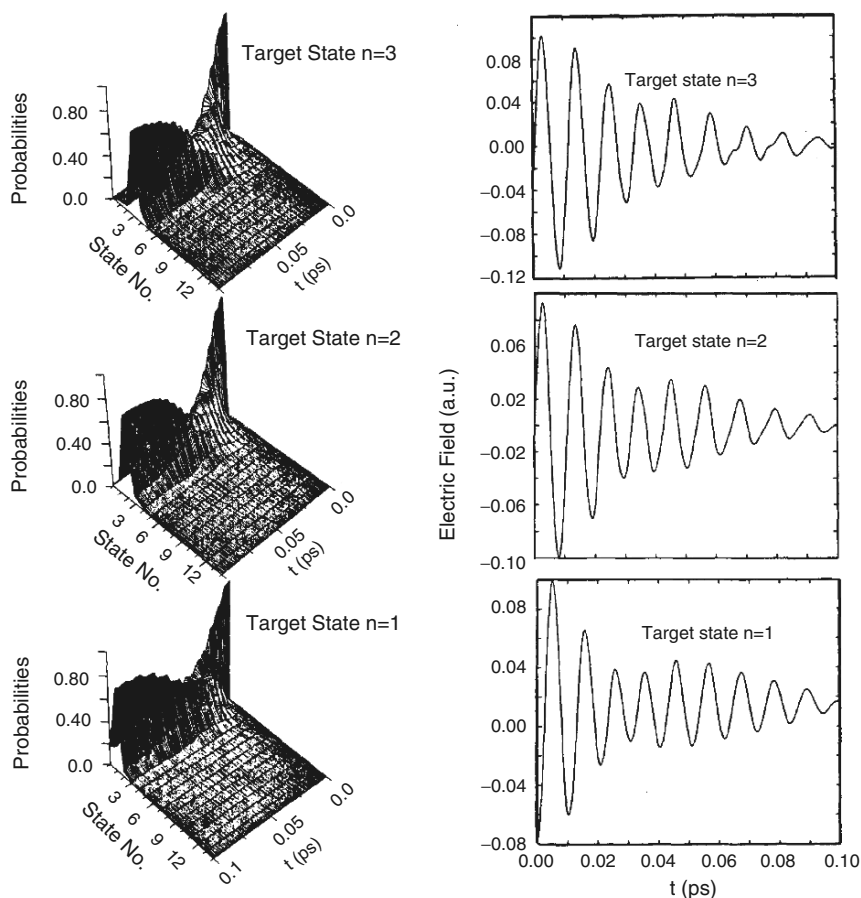 Target State n=3
Probabilities
0.80
0.40
0.0
3
6
9
12
State No.
0.0
0.05
t (ps)
Target State n=2
Probabilities
0.80
0.40
0.0
3
6
9
12
State No.
0.0
0.05
t (ps)
Target State n=1
Probabilities
0.80
0.40
0.0
3
6
9
12
State No.
0.0
0.05
0.1
t (ps)
Target state n=3
0.08
0.04
0.00
−0.04
−0.08
−0.12
Target state n=2
0.06
0.02
−0.02
−0.06
−0.10
Electric Field (a.u.)
Target state n=1
0.08
0.04
0.00
−0.04
−0.08
0.00
0.02
0.04
0.06
0.08
0.10
t (ps)